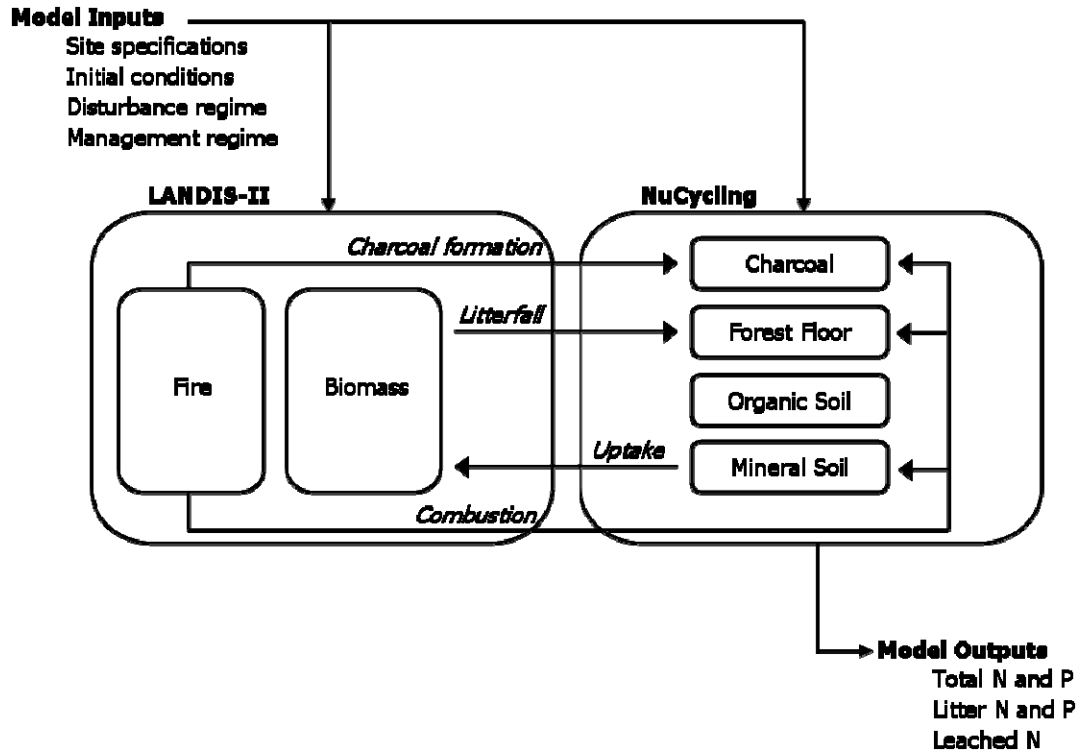 Model Inputs
Site specifications
Initial conditions
Disturbance regime
Management regime
LANDIS-II
NuCycling
Charcoal formation
Charcoal
Litterfall
Forest Floor
Fire
Biomass
Organic Soil
Uptake
Mineral Soil
Combustion
Model Outputs
Total N and P
Litter N and P
Leached N